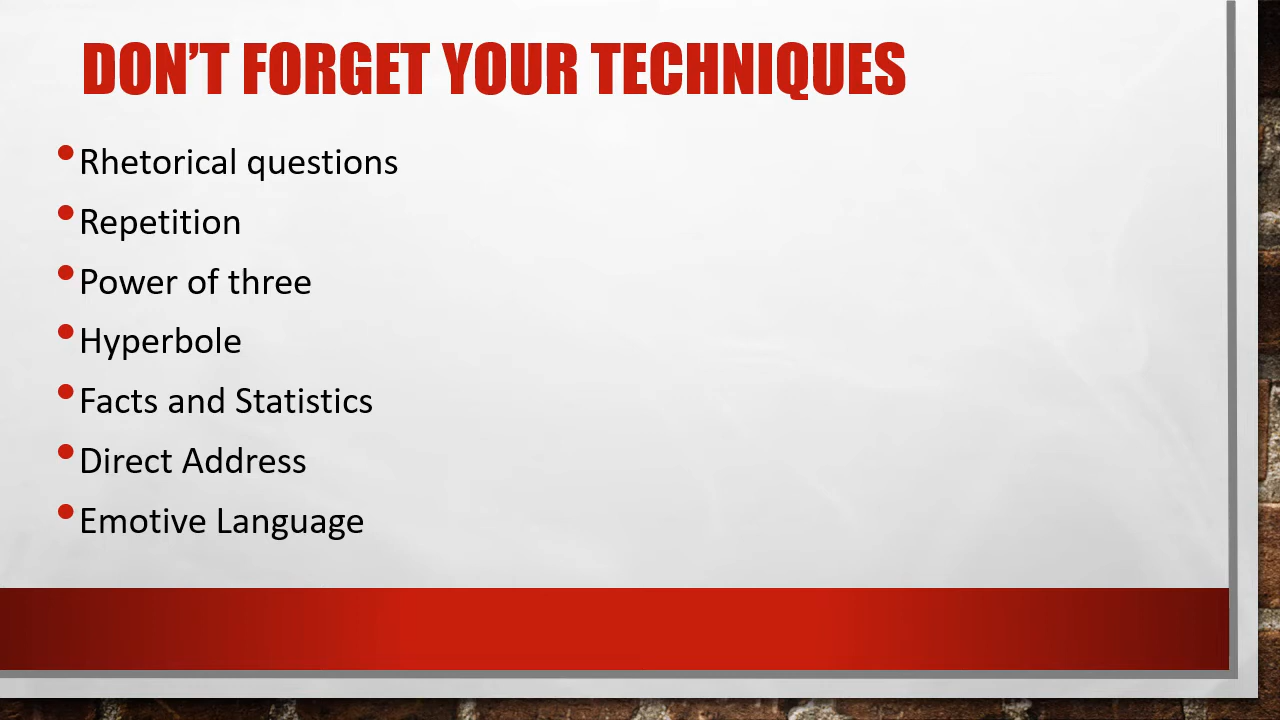 DON’T FORGET YOUR TECHNIQUES
• Rhetorical questions
• Repetition
• Power of three
• Hyperbole
• Facts and Statistics
• Direct Address
• Emotive Language